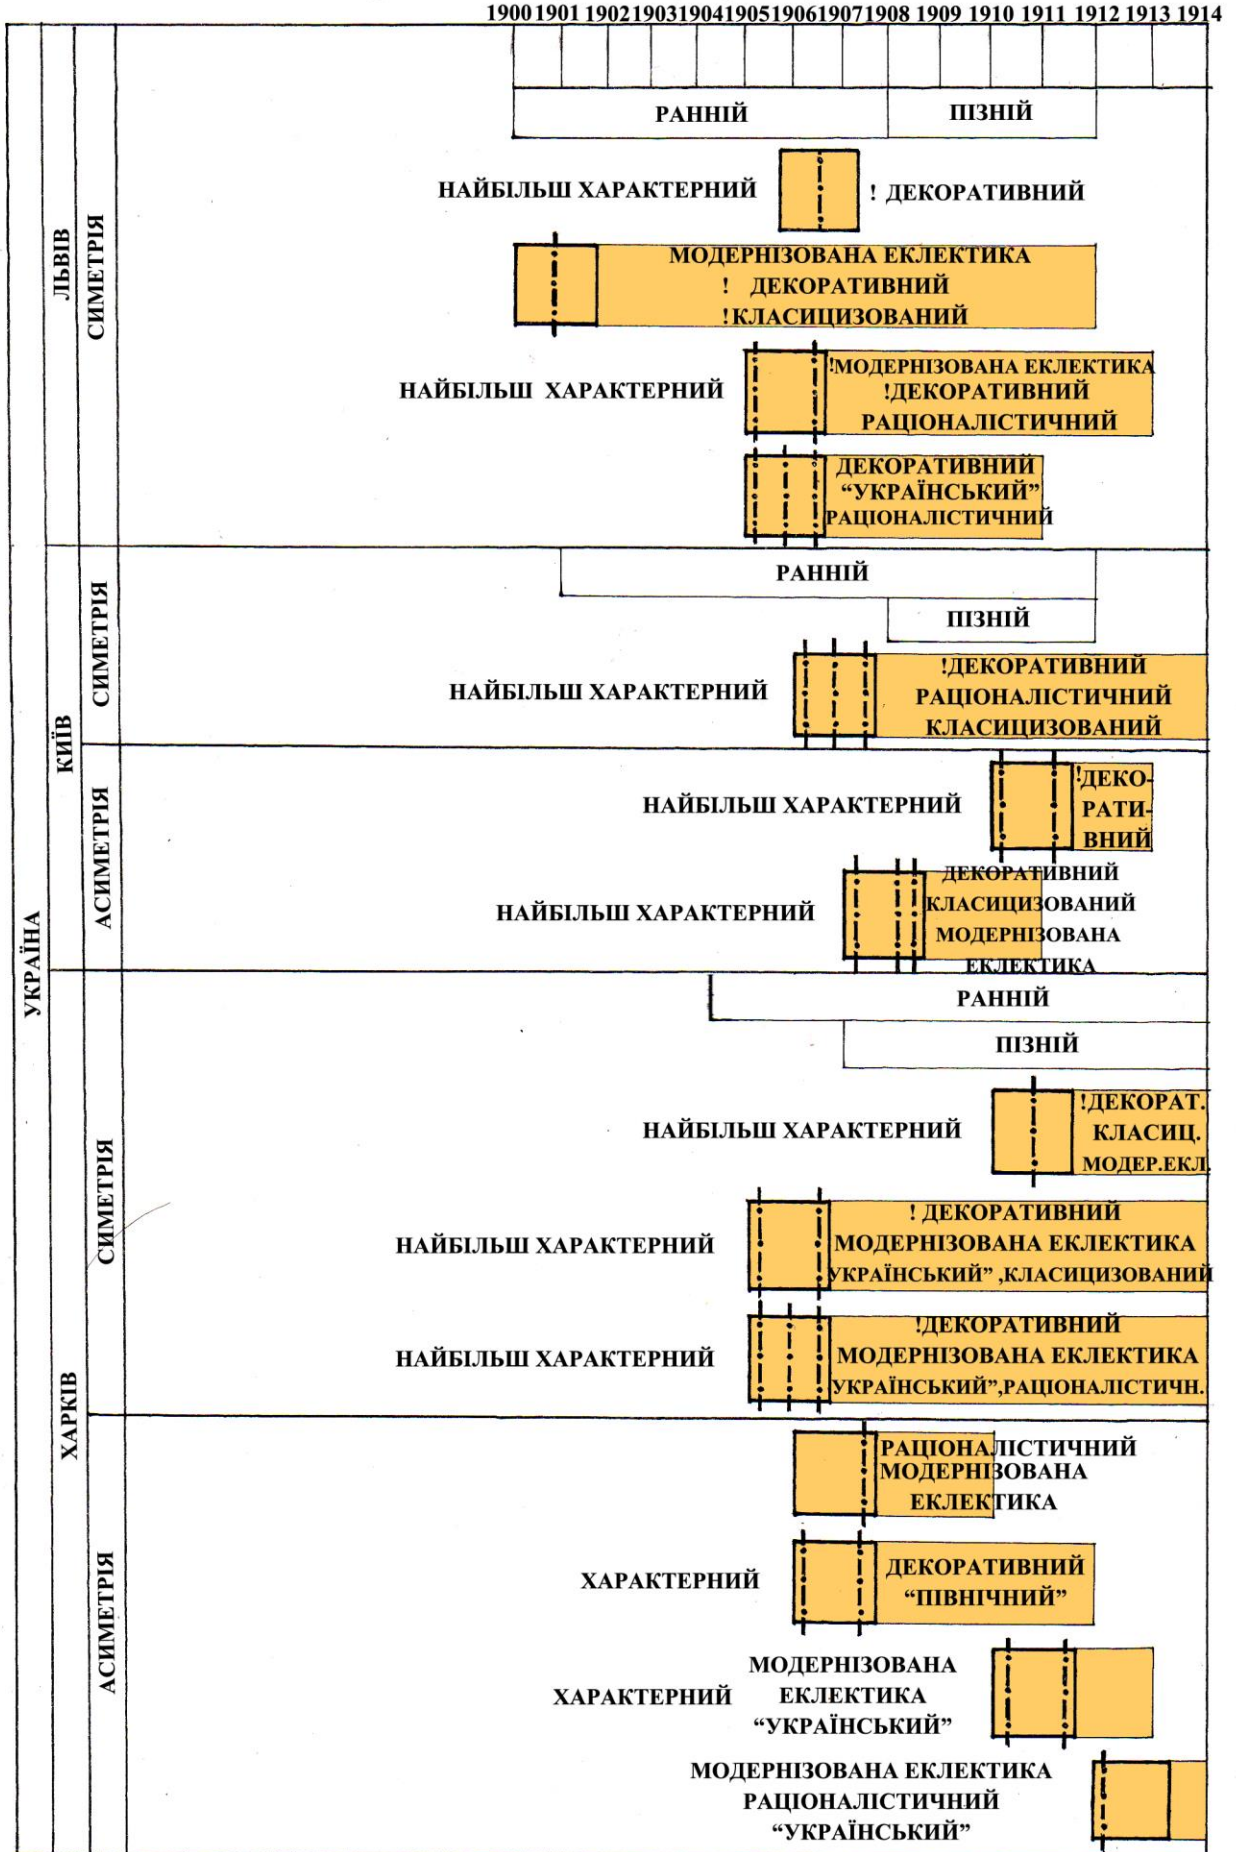 1900 1901 1902 1903 1904 1905 1906 1907 1908 1909 1910 1911 1912 1913 1914
УКРАЇНА
ЛЬВІВ
СИМЕТРІЯ
РАННІЙ
ПІЗНІЙ
НАЙБІЛЬШ ХАРАКТЕРНИЙ
! ДЕКОРАТИВНИЙ
МОДЕРНІЗОВАНА ЕКЛЕКТИКА
! ДЕКОРАТИВНИЙ
!КЛАСИЦИЗОВАНИЙ
НАЙБІЛЬШ ХАРАКТЕРНИЙ
!МОДЕРНІЗОВАНА ЕКЛЕКТИКА
!ДЕКОРАТИВНИЙ
РАЦІОНАЛІСТИЧНИЙ
ДЕКОРАТИВНИЙ
“УКРАЇНСЬКИЙ”
РАЦІОНАЛІСТИЧНИЙ
КИЇВ
СИМЕТРІЯ
РАННІЙ
ПІЗНІЙ
НАЙБІЛЬШ ХАРАКТЕРНИЙ
!ДЕКОРАТИВНИЙ
РАЦІОНАЛІСТИЧНИЙ
КЛАСИЦИЗОВАНИЙ
АСИМЕТРІЯ
НАЙБІЛЬШ ХАРАКТЕРНИЙ
!ДЕКО-
РАТИ-
ВНИЙ
НАЙБІЛЬШ ХАРАКТЕРНИЙ
ДЕКОРАТИВНИЙ
КЛАСИЦИЗОВАНИЙ
МОДЕРНІЗОВАНА
ЕКЛЕКТИКА
ХАРКІВ
СИМЕТРІЯ
РАННІЙ
ПІЗНІЙ
НАЙБІЛЬШ ХАРАКТЕРНИЙ
!ДЕКОРАТ.
КЛАСИЦ.
МОДЕР.ЕКЛ.
НАЙБІЛЬШ ХАРАКТЕРНИЙ
! ДЕКОРАТИВНИЙ
МОДЕРНІЗОВАНА ЕКЛЕКТИКА
УКРАЇНСЬКИЙ” ,КЛАСИЦИЗОВАНИЙ
НАЙБІЛЬШ ХАРАКТЕРНИЙ
!ДЕКОРАТИВНИЙ
МОДЕРНІЗОВАНА ЕКЛЕКТИКА
УКРАЇНСЬКИЙ”,РАЦІОНАЛІСТИЧН.
АСИМЕТРІЯ
РАЦІОНАЛІСТИЧНИЙ
МОДЕРНІЗОВАНА
ЕКЛЕКТИКА
ХАРАКТЕРНИЙ
ДЕКОРАТИВНИЙ
“ПІВНІЧНИЙ”
ХАРАКТЕРНИЙ
МОДЕРНІЗОВАНА
ЕКЛЕКТИКА
“УКРАЇНСЬКИЙ”
МОДЕРНІЗОВАНА ЕКЛЕКТИКА
РАЦІОНАЛІСТИЧНИЙ
“УКРАЇНСЬКИЙ”